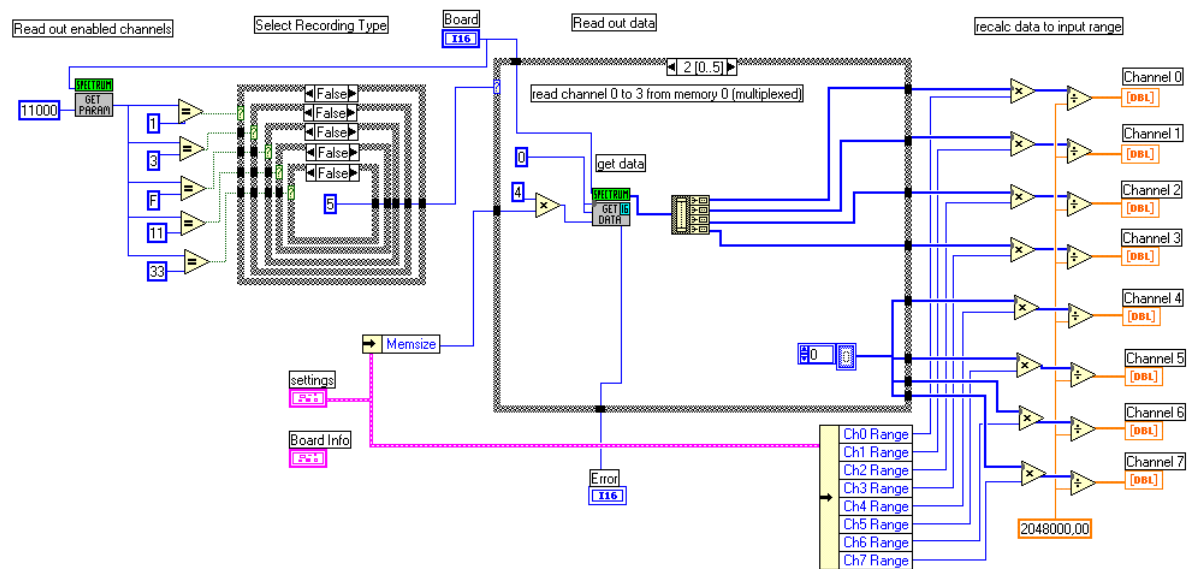 Read out enabled channels
Select Recording Type
Board
I16
Read out data
recalc data to input range
SPECTRUM
GET
PARAM
11000
=
1
=
3
=
F
=
11
=
33
False
False
False
False
False
5
2 [0..5]
read channel 0 to 3 from memory 0 (multiplexed)
0
get data
4
×
SPECTRUM
GET 16
DATA
Memsize
settings
Board Info
0
Error
I16
Ch0 Range
Ch1 Range
Ch2 Range
Ch3 Range
Ch4 Range
Ch5 Range
Ch6 Range
Ch7 Range
× ÷
Channel 0
[DBL]
× ÷
Channel 1
[DBL]
× ÷
Channel 2
[DBL]
× ÷
Channel 3
[DBL]
× ÷
Channel 4
[DBL]
× ÷
Channel 5
[DBL]
× ÷
Channel 6
[DBL]
× ÷
Channel 7
[DBL]
2048000,00